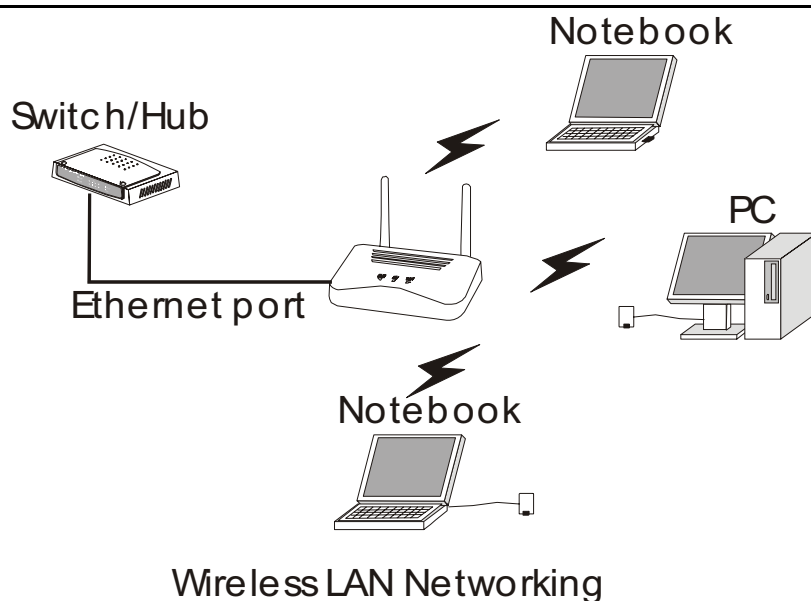 Notebook
Switch/Hub
PC
Ethernet port
Notebook
Wireless LAN Networking